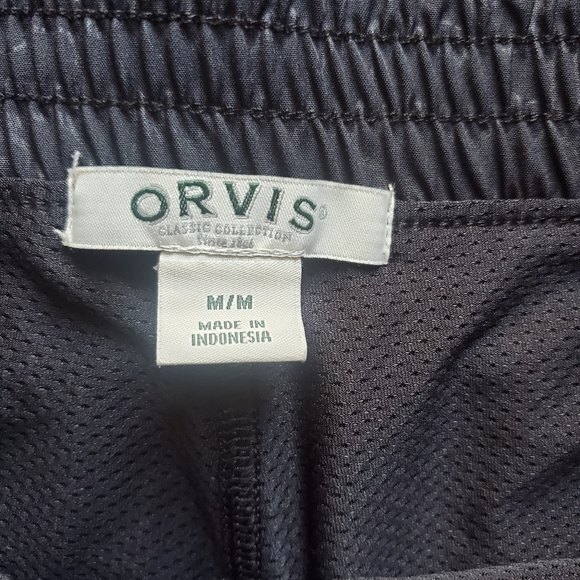 ORVIS®
CLASSIC COLLECTION
SINCE 1856
M/M
MADE IN
INDONESIA